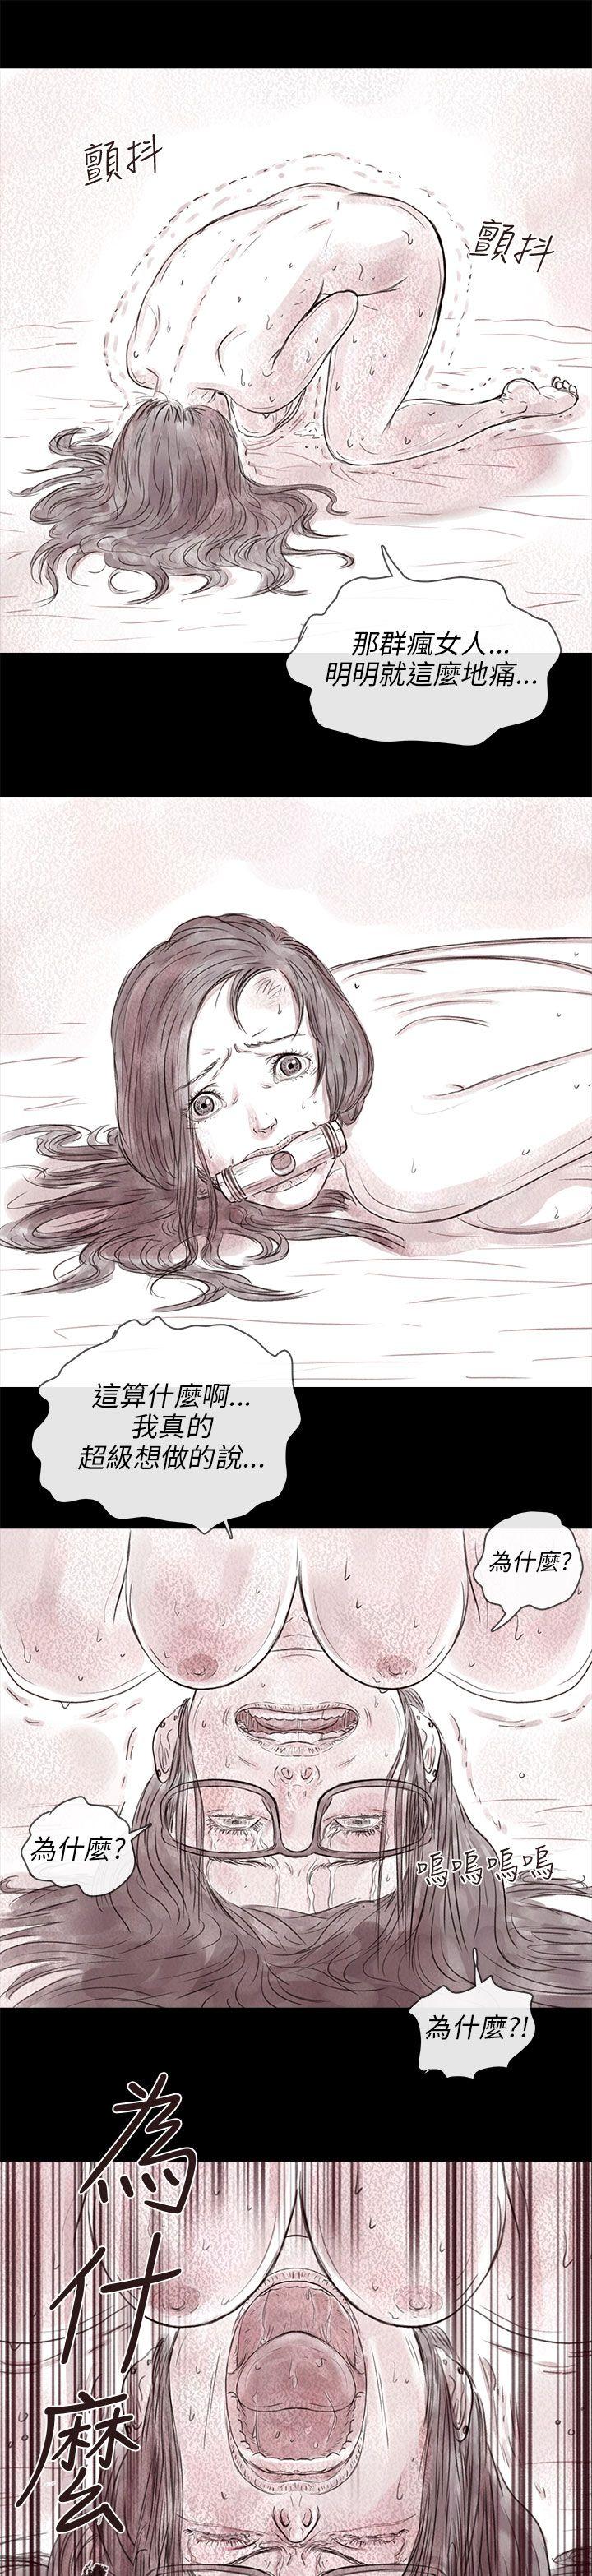 顫抖
顫抖
那群瘋女人...
明明就這麼地痛...
這算什麼啊...
我真的
超級想做的說...
為什麼?
為什麼?
嗚嗚嗚嗚
為什麼?!
為
什
麼